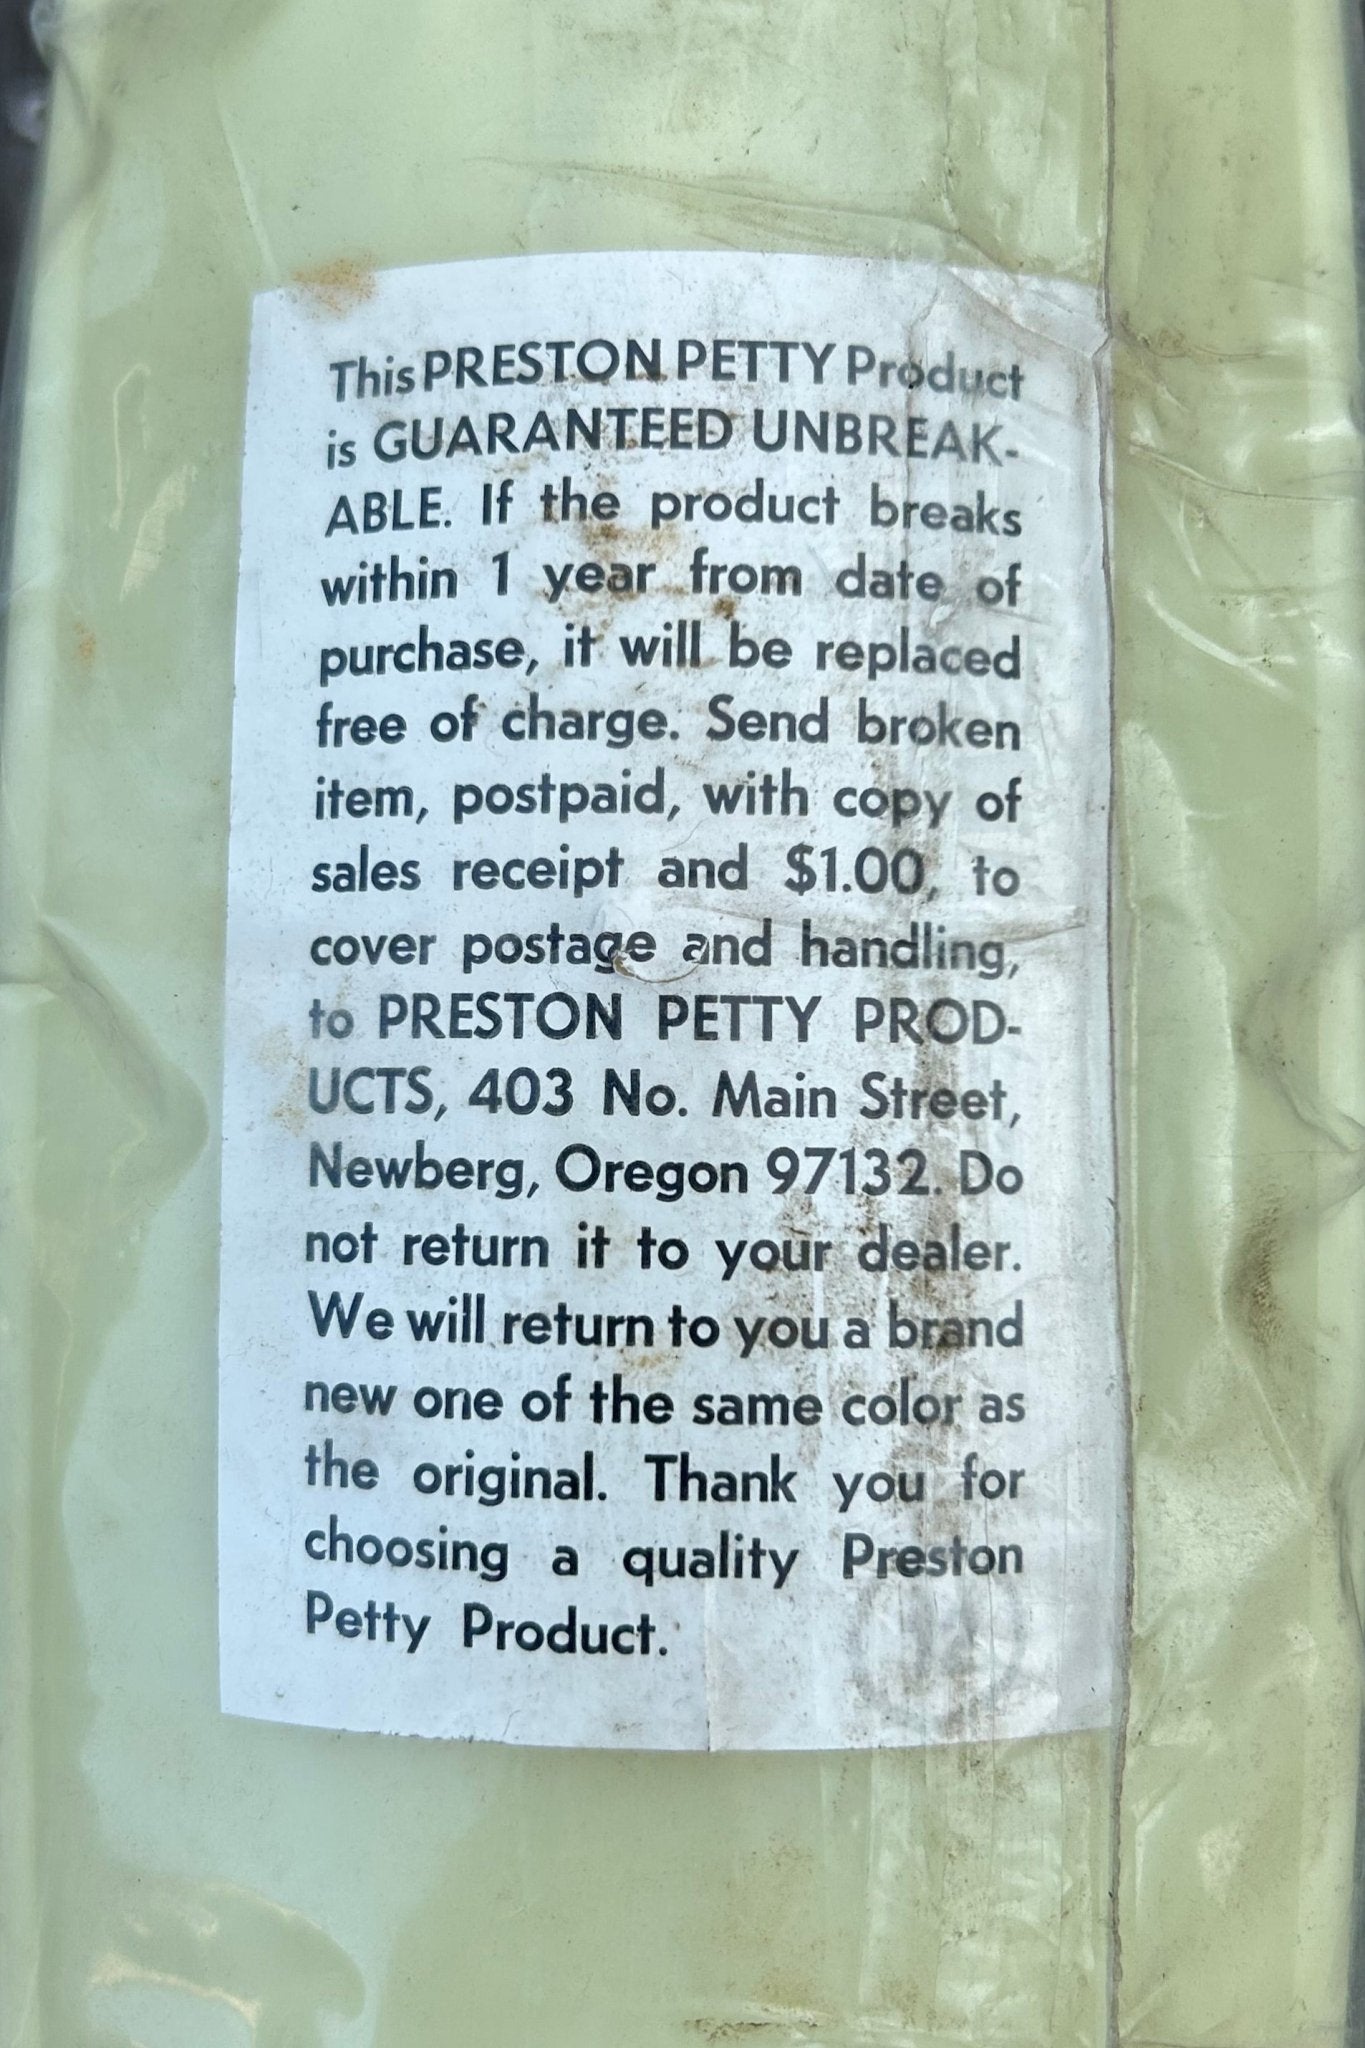 This PRESTON PETTY Product
is GUARANTEED UNBREAK-
ABLE. If the product breaks
within 1 year from date of
purchase, it will be replaced
free of charge. Send broken
item, postpaid, with copy of
sales receipt and $1.00, to
cover postage and handling,
to PRESTON PETTY PROD-
UCTS, 403 No. Main Street,
Newberg, Oregon 97132. Do
not return it to your dealer.
We will return to you a brand
new one of the same color as
the original. Thank you for
choosing a quality Preston
Petty Product.